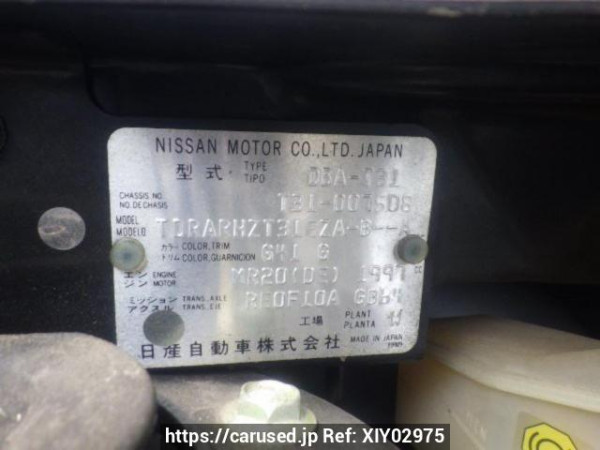 NISSAN MOTOR CO.,LTD. JAPAN
型式 TYPE TIPO DBA-T31
CHASSIS NO. NO. DE CHASIS
MODEL MODELO
カラー COLOR, TRIM トリム COLOR, GUARNICION G41 G
エンジン ENGINE MOTOR MR20(DE) 1997 cc
ミッション アクスル TRANS. AXLE TRANS. EJE RE0F10A
工場 PLANT PLANTA
日産自動車株式会社 MADE IN JAPAN
https://carused.jp Ref: XIY02975